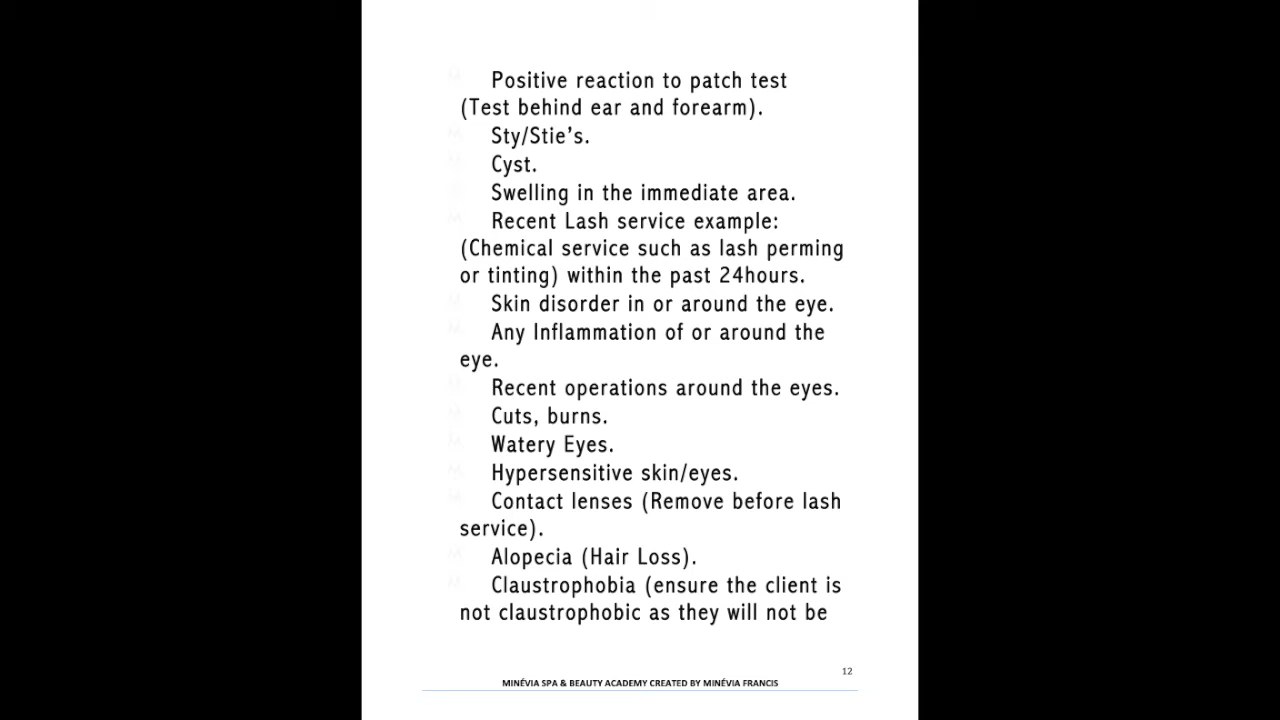 Positive reaction to patch test
(Test behind ear and forearm).
Sty/Stie’s.
Cyst.
Swelling in the immediate area.
Recent Lash service example:
(Chemical service such as lash perming
or tinting) within the past 24hours.
Skin disorder in or around the eye.
Any Inflammation of or around the
eye.
Recent operations around the eyes.
Cuts, burns.
Watery Eyes.
Hypersensitive skin/eyes.
Contact lenses (Remove before lash
service).
Alopecia (Hair Loss).
Claustrophobia (ensure the client is
not claustrophobic as they will not be
12
MINÉVIA SPA & BEAUTY ACADEMY CREATED BY MINÉVIA FRANCIS